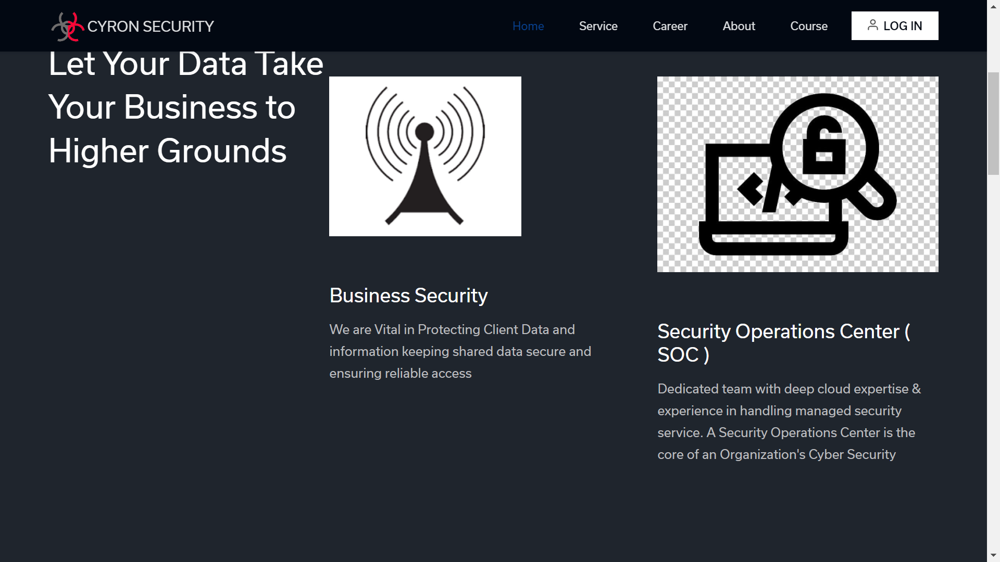 CYRON SECURITY
Home
Service
Career
About
Course
LOG IN
Let Your Data Take
Your Business to
Higher Grounds
Business Security
We are Vital in Protecting Client Data and
information keeping shared data secure and
ensuring reliable access
Security Operations Center (
SOC )
Dedicated team with deep cloud expertise &
experience in handling managed security
service. A Security Operations Center is the
core of an Organization's Cyber Security